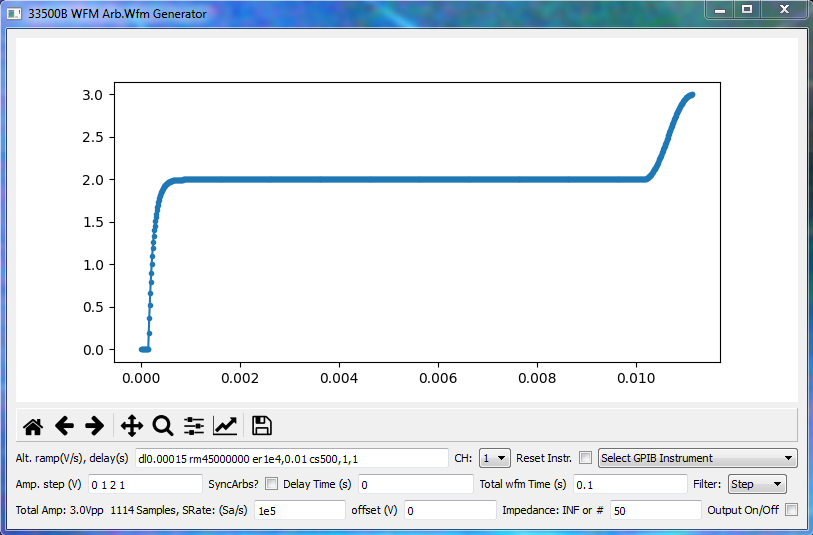 33500B WFM Arb.Wfm Generator
3.0
2.5
2.0
1.5
1.0
0.5
0.0
0.000 0.002 0.004 0.006 0.008 0.010
Alt. ramp(V/s), delay(s) dl0.00015 rm45000000 er1e4,0.01 cs500,1,1 CH: 1 Reset Instr. Select GPIB Instrument
Amp. step (V) 0 1 2 1 SyncArbs? Delay Time (s) 0 Total wfm Time (s) 0.1 Filter: Step
Total Amp: 3.0Vpp 1114 Samples, SRate: (Sa/s) 1e5 offset (V) 0 Impedance: INF or # 50 Output On/Off